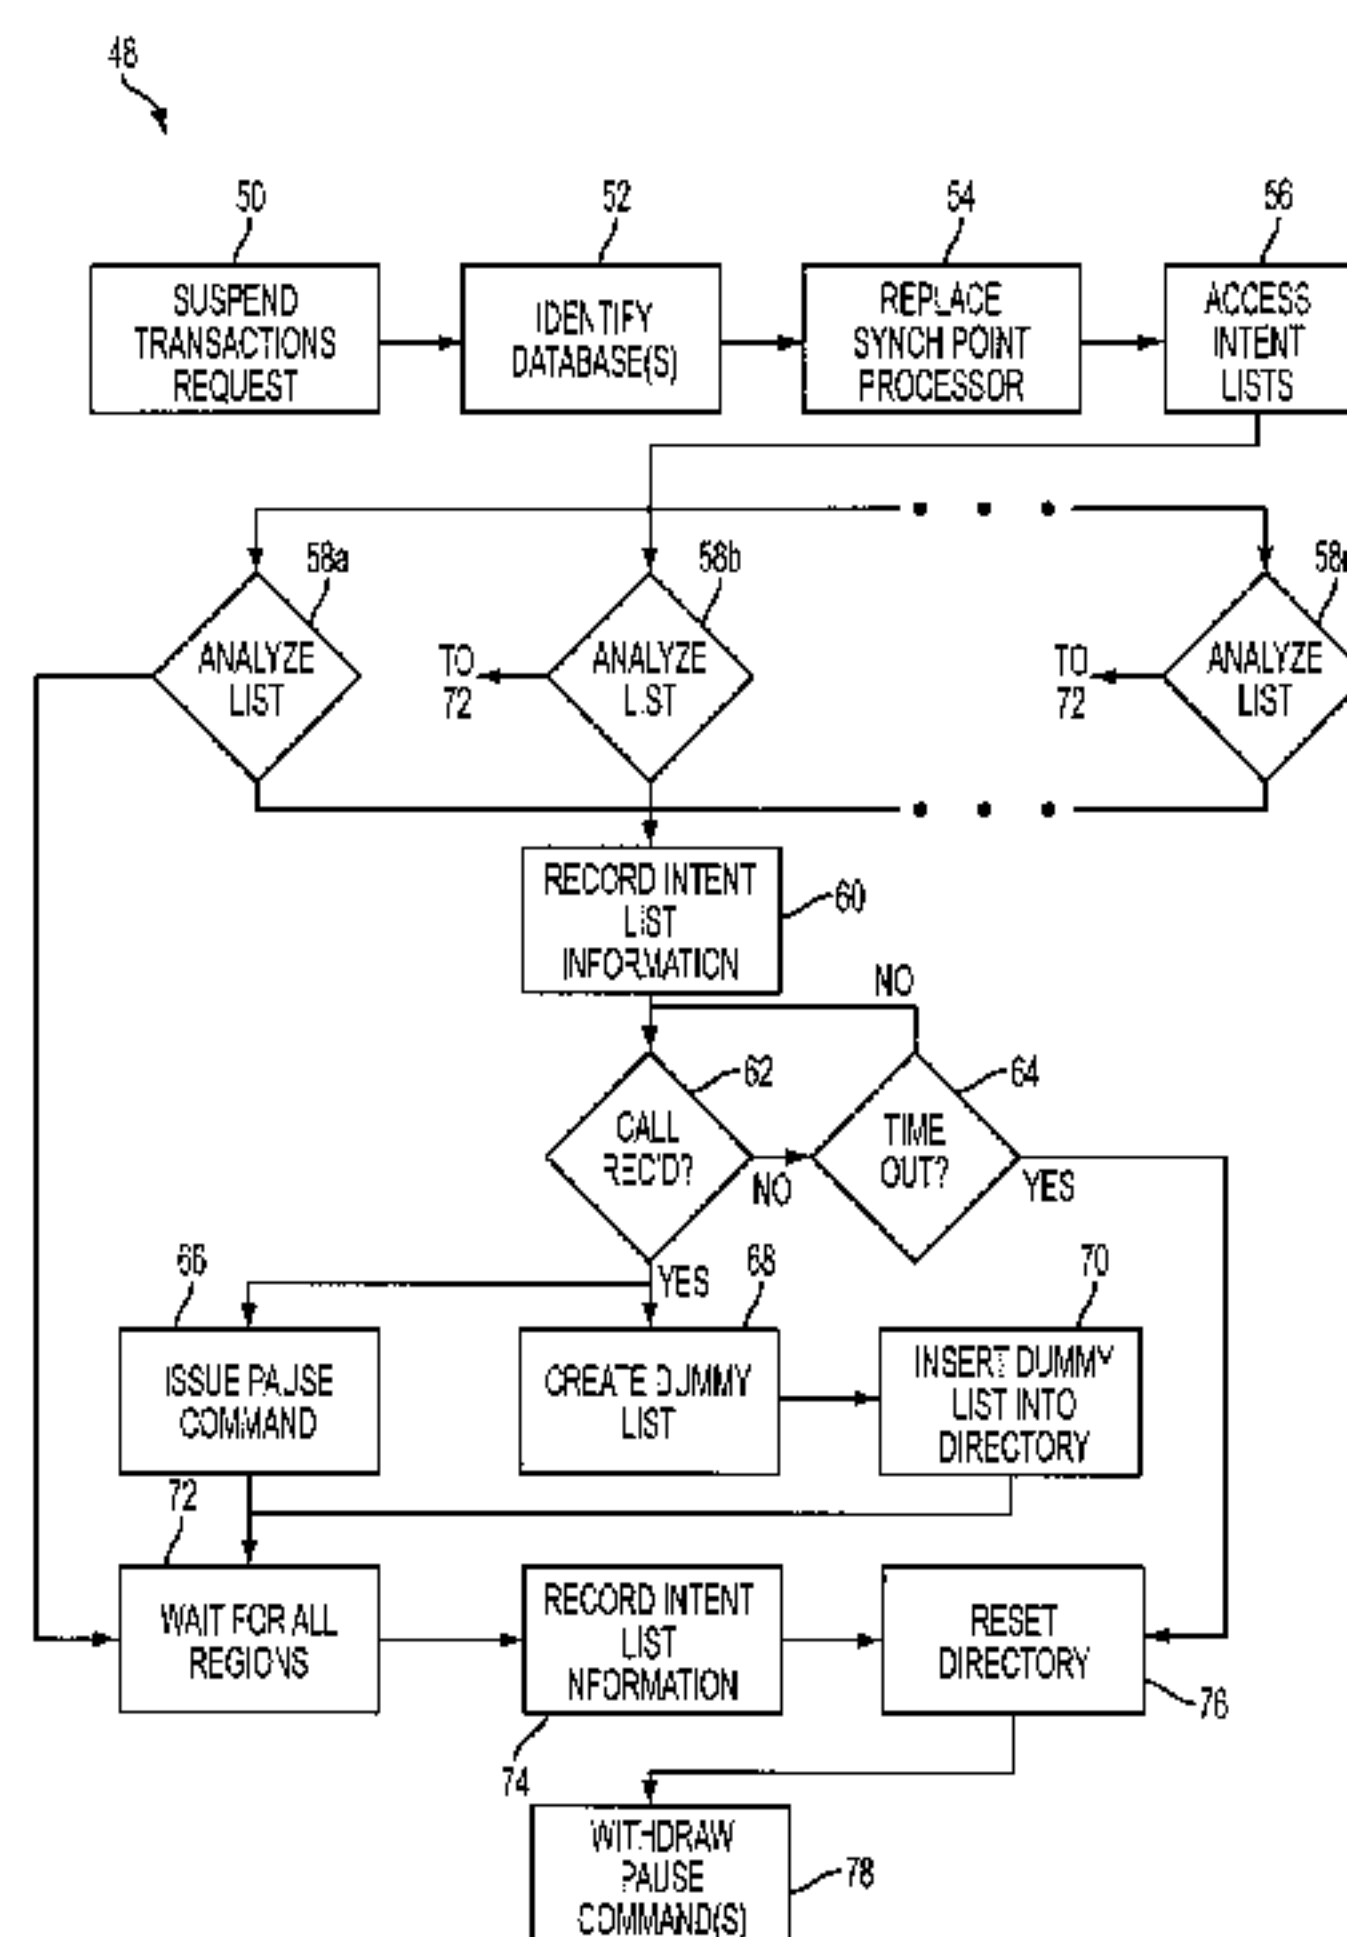 48
50
52
54
56
SUSPEND
TRANSACTIONS
REQUEST
IDENTIFY
DATABASE(S)
REPLACE
SYNCH POINT
PROCESSOR
ACCESS
INTENT
LISTS
58a
58b
ANALYZE
LIST
TO
72
ANALYZE
LIST
TO
72
ANALYZE
LIST
RECORD INTENT
LIST
INFORMATION
60
NO
62
64
CALL
REC'D?
NO
TIME
OUT?
YES
YES
66
68
70
ISSUE PAUSE
COMMAND
CREATE DUMMY
LIST
INSERT DUMMY
LIST INTO
DIRECTORY
72
WAIT FOR ALL
REGIONS
RECORD INTENT
LIST
NFORMATION
RESET
DIRECTORY
74
76
WITHDRAW
PAUSE
COMMAND(S)
78